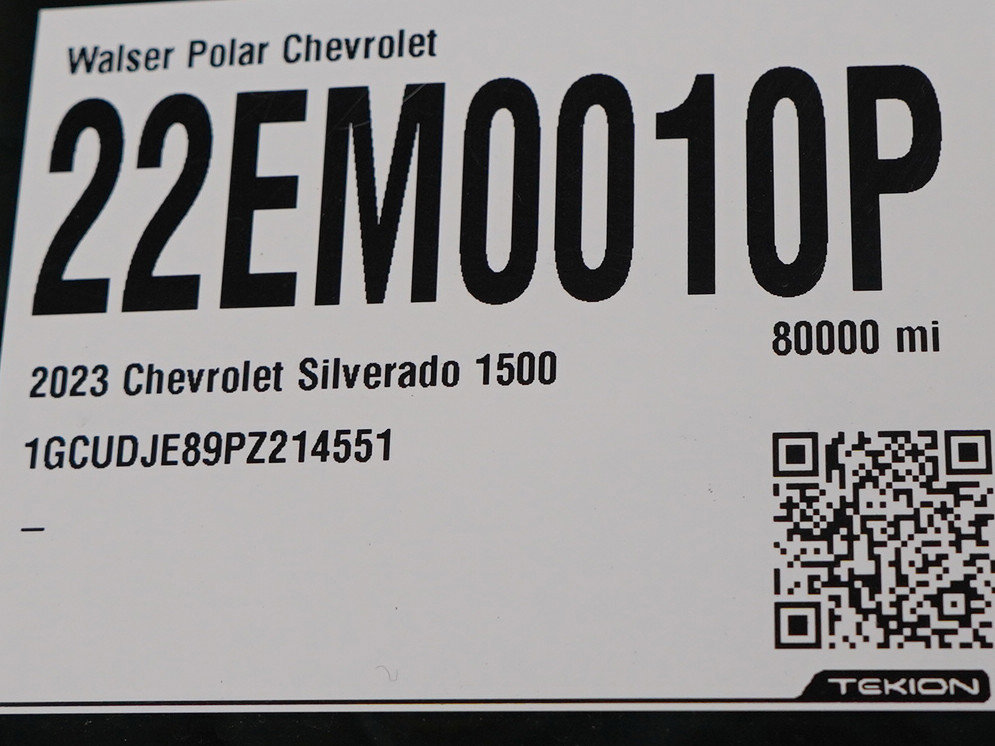 Walser Polar Chevrolet
22EM0010P
80000 mi
2023 Chevrolet Silverado 1500
1GCUDJE89PZ214551
_
TEKION